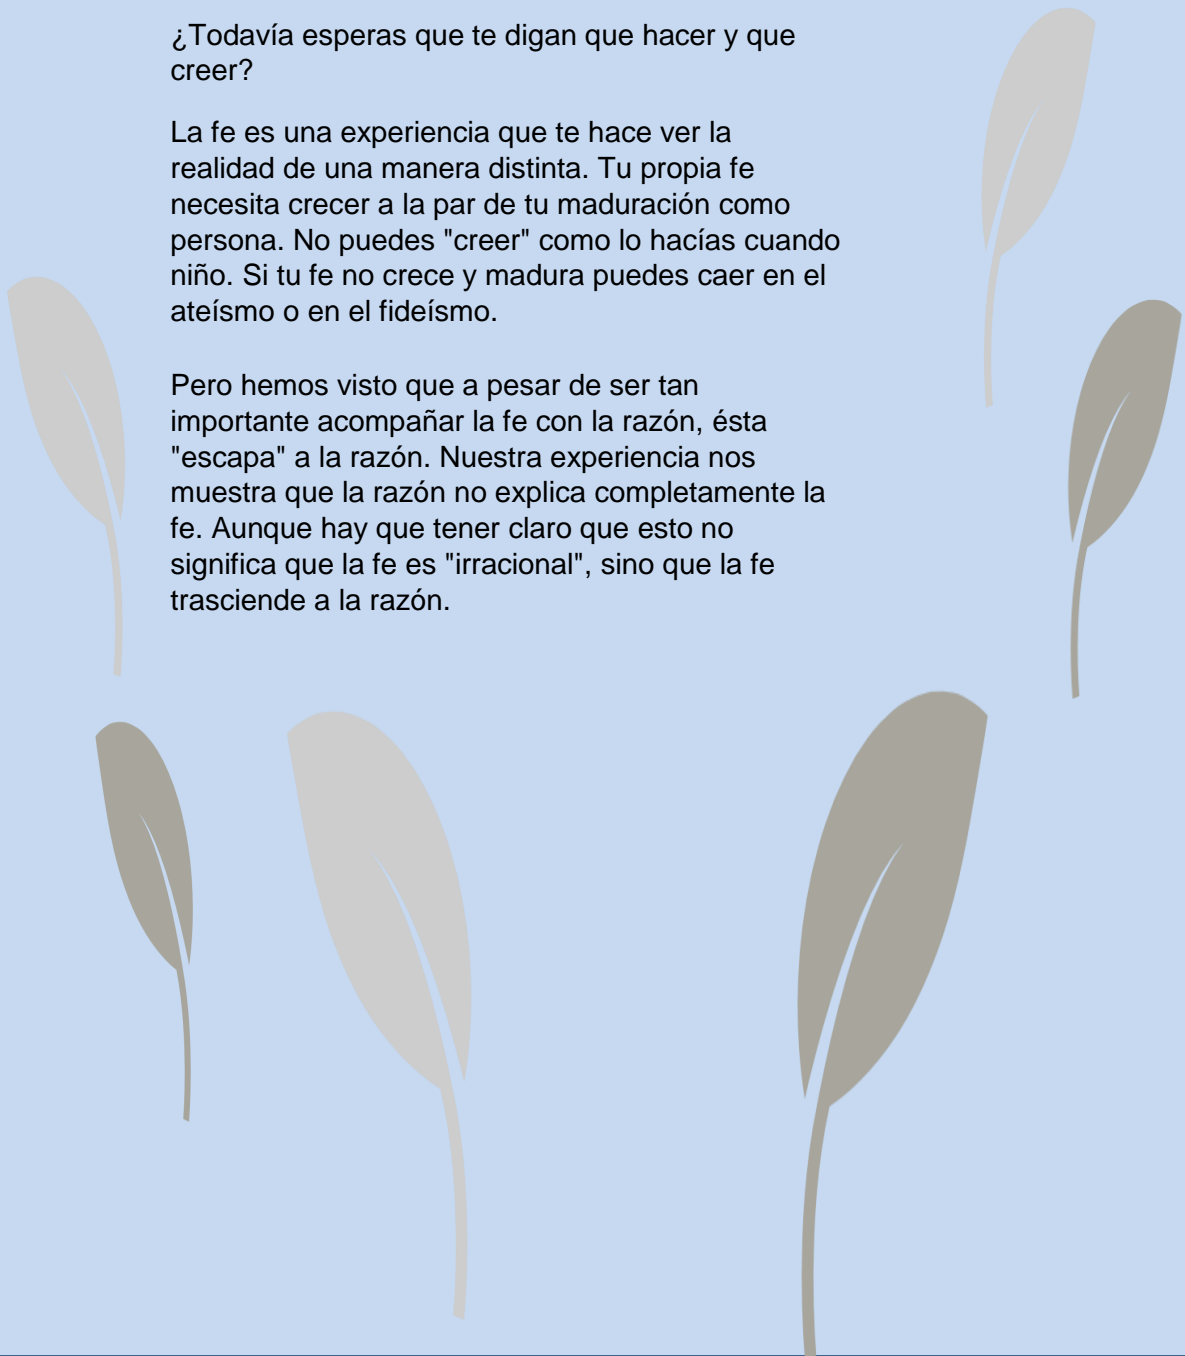 ¿Todavía esperas que te digan que hacer y que
creer?
La fe es una experiencia que te hace ver la
realidad de una manera distinta. Tu propia fe
necesita crecer a la par de tu maduración como
persona. No puedes "creer" como lo hacías cuando
niño. Si tu fe no crece y madura puedes caer en el
ateísmo o en el fideísmo.
Pero hemos visto que a pesar de ser tan
importante acompañar la fe con la razón, ésta
"escapa" a la razón. Nuestra experiencia nos
muestra que la razón no explica completamente la
fe. Aunque hay que tener claro que esto no
significa que la fe es "irracional", sino que la fe
trasciende a la razón.